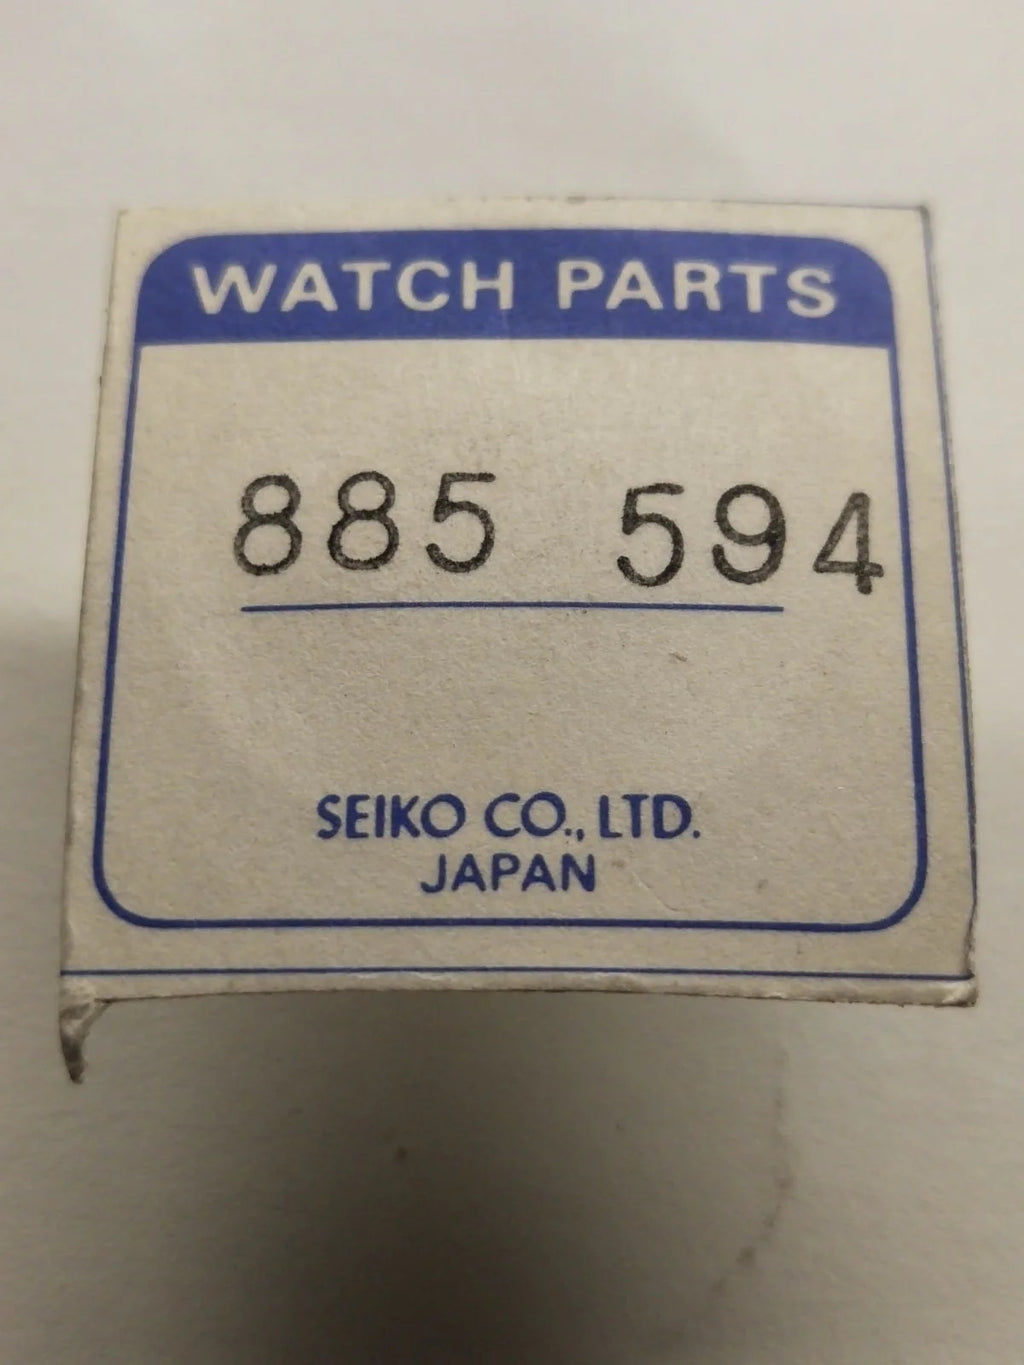 WATCH PARTS
885 594
SEIKO CO., LTD.
JAPAN